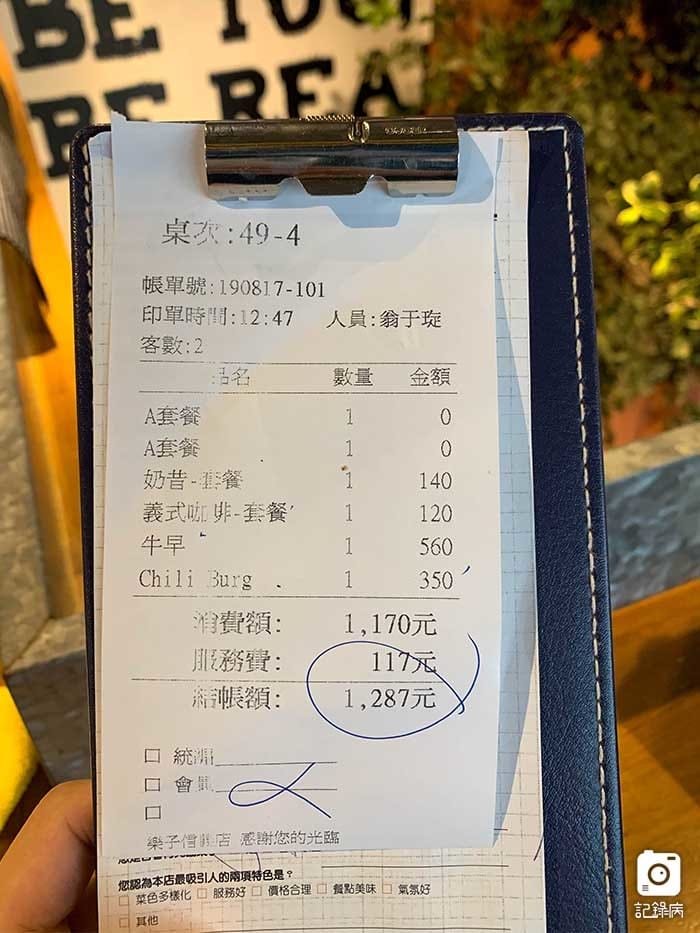 BE YOU
BE REA
桌次:49-4
帳單號:190817-101
印單時間:12:47 人員:翁于琁
客數:2
品名 數量 金額
A套餐 1 0
A套餐 1 0
奶昔-套餐 1 140
義式咖啡-套餐 1 120
牛早 1 560
Chili Burg 1 350
消費額: 1,170元
服務費: 117元
結帳額: 1,287元
□ 統編
□ 會員
□
樂子信義店 感謝您的光臨
您認為本店最吸引人的兩項特色是?
□ 菜色多樣化 □ 服務好 □ 價格合理 □ 餐點美味 □ 氣氛好
□ 其他
記錄病